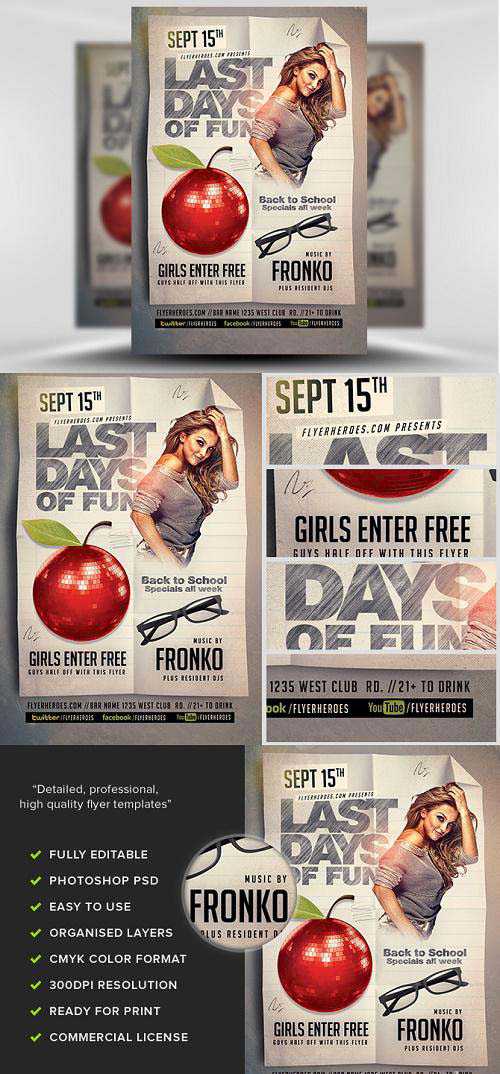 SEPT 15TH
FLYERHEROES.COM PRESENTS
LAST
DAYS
OF FUN
Back to School
Specials all week
MUSIC BY
GIRLS ENTER FREE FRONKO
GUYS HALF OFF WITH THIS FLYER PLUS RESIDENT DJS
FLYERHEROES.COM // BAR NAME 1235 WEST CLUB RD. // 21+ TO DRINK
twitter/FLYERHEROES facebook/FLYERHEROES YouTube/FLYERHEROES
SEPT 15TH
FLYERHEROES.COM PRESENTS
LAST
DAYS
OF FUN
Back to School
Specials all week
MUSIC BY
GIRLS ENTER FREE FRONKO
GUYS HALF OFF WITH THIS FLYER PLUS RESIDENT DJS
FLYERHEROES.COM // BAR NAME 1235 WEST CLUB RD. // 21+ TO DRINK
twitter/FLYERHEROES facebook/FLYERHEROES YouTube/FLYERHEROES
SEPT 15TH
FLYERHEROES.COM PRESENTS
LAST
GIRLS ENTER FREE
GUYS HALF OFF WITH THIS FLYER
DAYS
OF FUN
1235 WEST CLUB RD. // 21+ TO DRINK
ook/FLYERHEROES YouTube/FLYERHEROES
"Detailed, professional,
high quality flyer templates"
FULLY EDITABLE
PHOTOSHOP PSD
EASY TO USE
ORGANISED LAYERS
CMYK COLOR FORMAT
300DPI RESOLUTION
READY FOR PRINT
COMMERCIAL LICENSE
MUSIC BY
FRONKO
PLUS RESIDENT D
SEPT 15TH
FLYERHEROES.COM PRESENTS
LAST
DAYS
OF FUN
Back to School
Specials all week
MUSIC BY
GIRLS ENTER FREE FRONKO
GUYS HALF OFF WITH THIS FLYER PLUS RESIDENT DJS